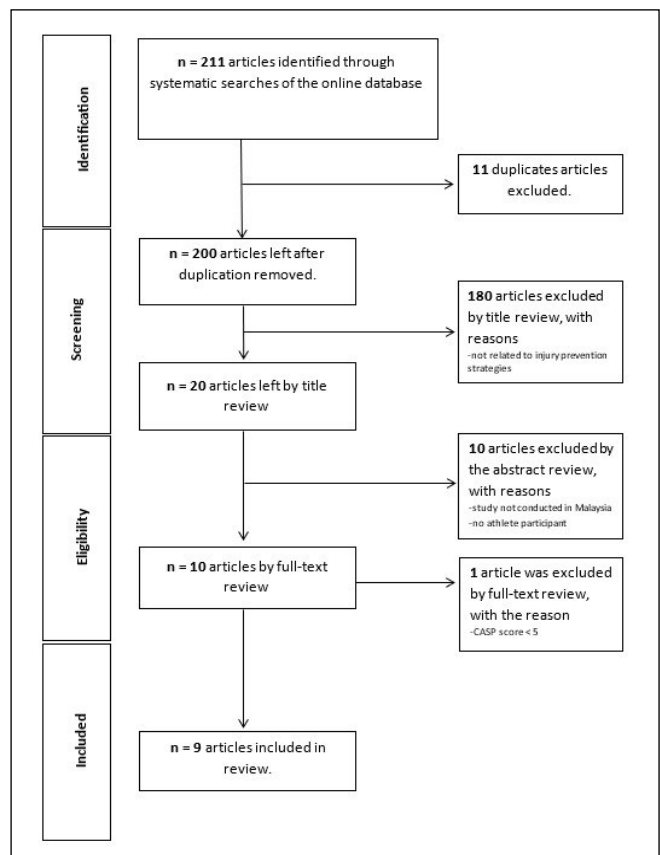 Identification
n = 211 articles identified through
systematic searches of the online database
11 duplicates articles
excluded.
Screening
n = 200 articles left after
duplication removed.
180 articles excluded
by title review, with
reasons
-not related to injury prevention
strategies
n = 20 articles left by title
review
Eligibility
10 articles excluded by
the abstract review,
with reasons
-study not conducted in Malaysia
-no athlete participant
n = 10 articles by full-text
review
1 article was excluded
by full-text review,
with the reason
-CASP score < 5
Included
n = 9 articles included in
review.